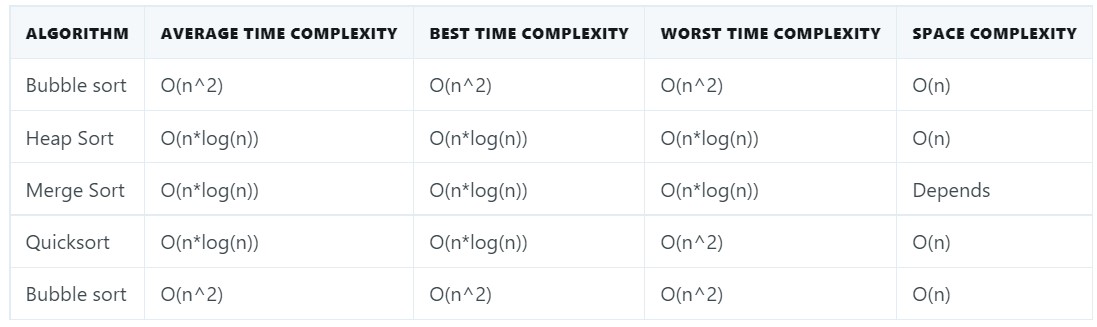 ALGORITHM AVERAGE TIME COMPLEXITY BEST TIME COMPLEXITY WORST TIME COMPLEXITY SPACE COMPLEXITY
Bubble sort O(n^2) O(n^2) O(n^2) O(n)
Heap Sort O(n*log(n)) O(n*log(n)) O(n*log(n)) O(n)
Merge Sort O(n*log(n)) O(n*log(n)) O(n*log(n)) Depends
Quicksort O(n*log(n)) O(n*log(n)) O(n^2) O(n)
Bubble sort O(n^2) O(n^2) O(n^2) O(n)